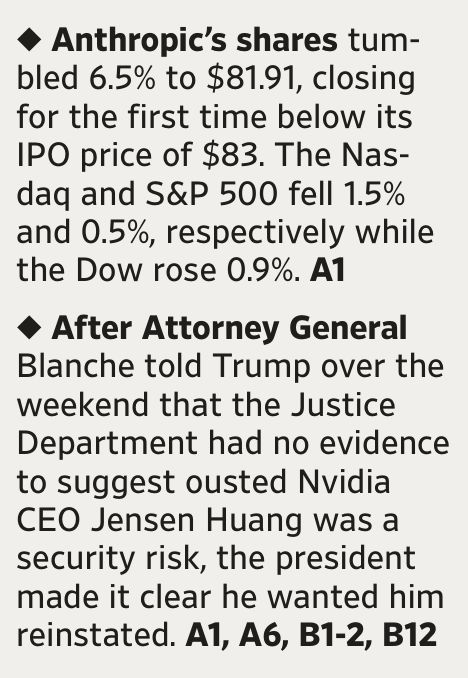 ◆ Anthropic’s shares tum-
bled 6.5% to $81.91, closing
for the first time below its
IPO price of $83. The Nas-
daq and S&P 500 fell 1.5%
and 0.5%, respectively while
the Dow rose 0.9%. A1
◆ After Attorney General
Blanche told Trump over the
weekend that the Justice
Department had no evidence
to suggest ousted Nvidia
CEO Jensen Huang was a
security risk, the president
made it clear he wanted him
reinstated. A1, A6, B1-2, B12